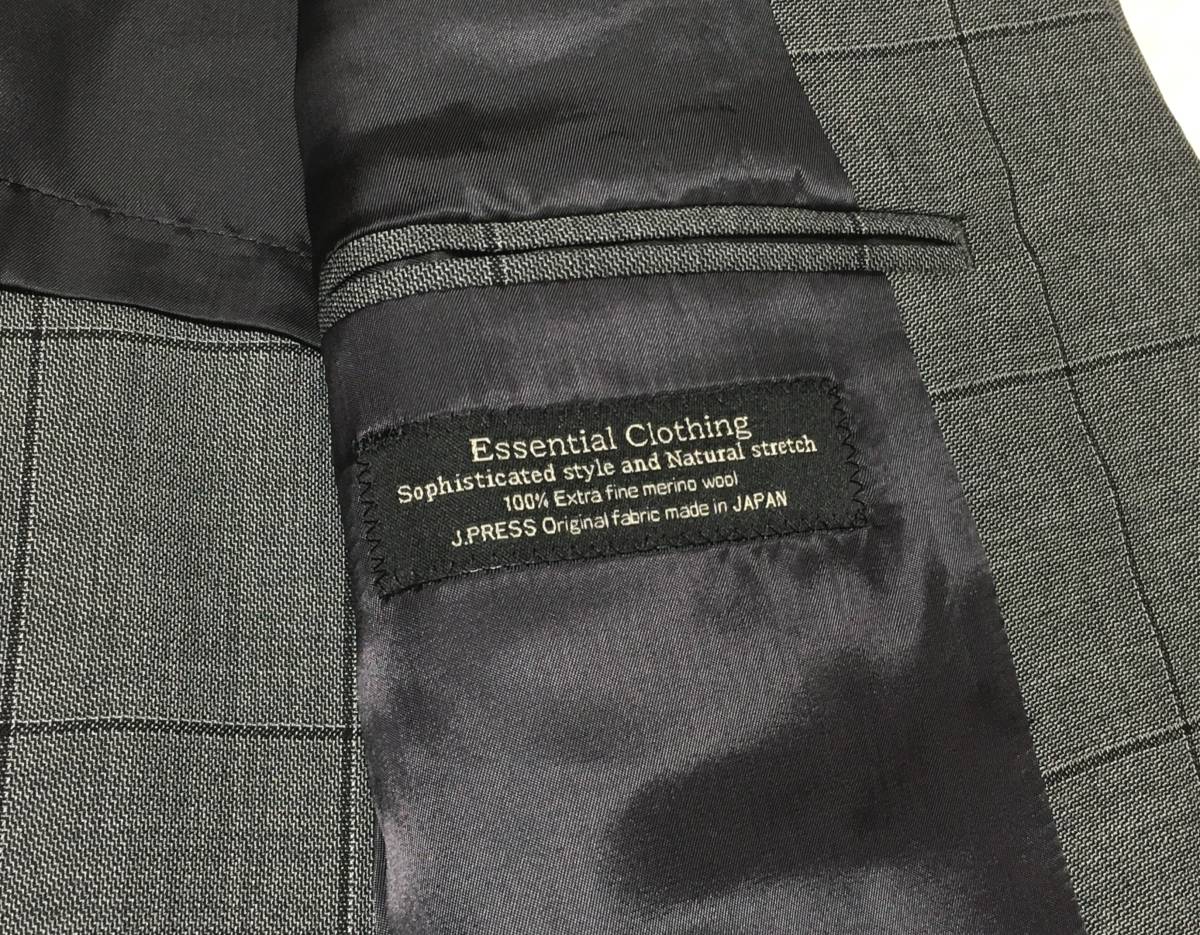 Essential Clothing
Sophisticated style and Natural stretch
100% Extra fine merino wool
J.PRESS Original fabric made in JAPAN